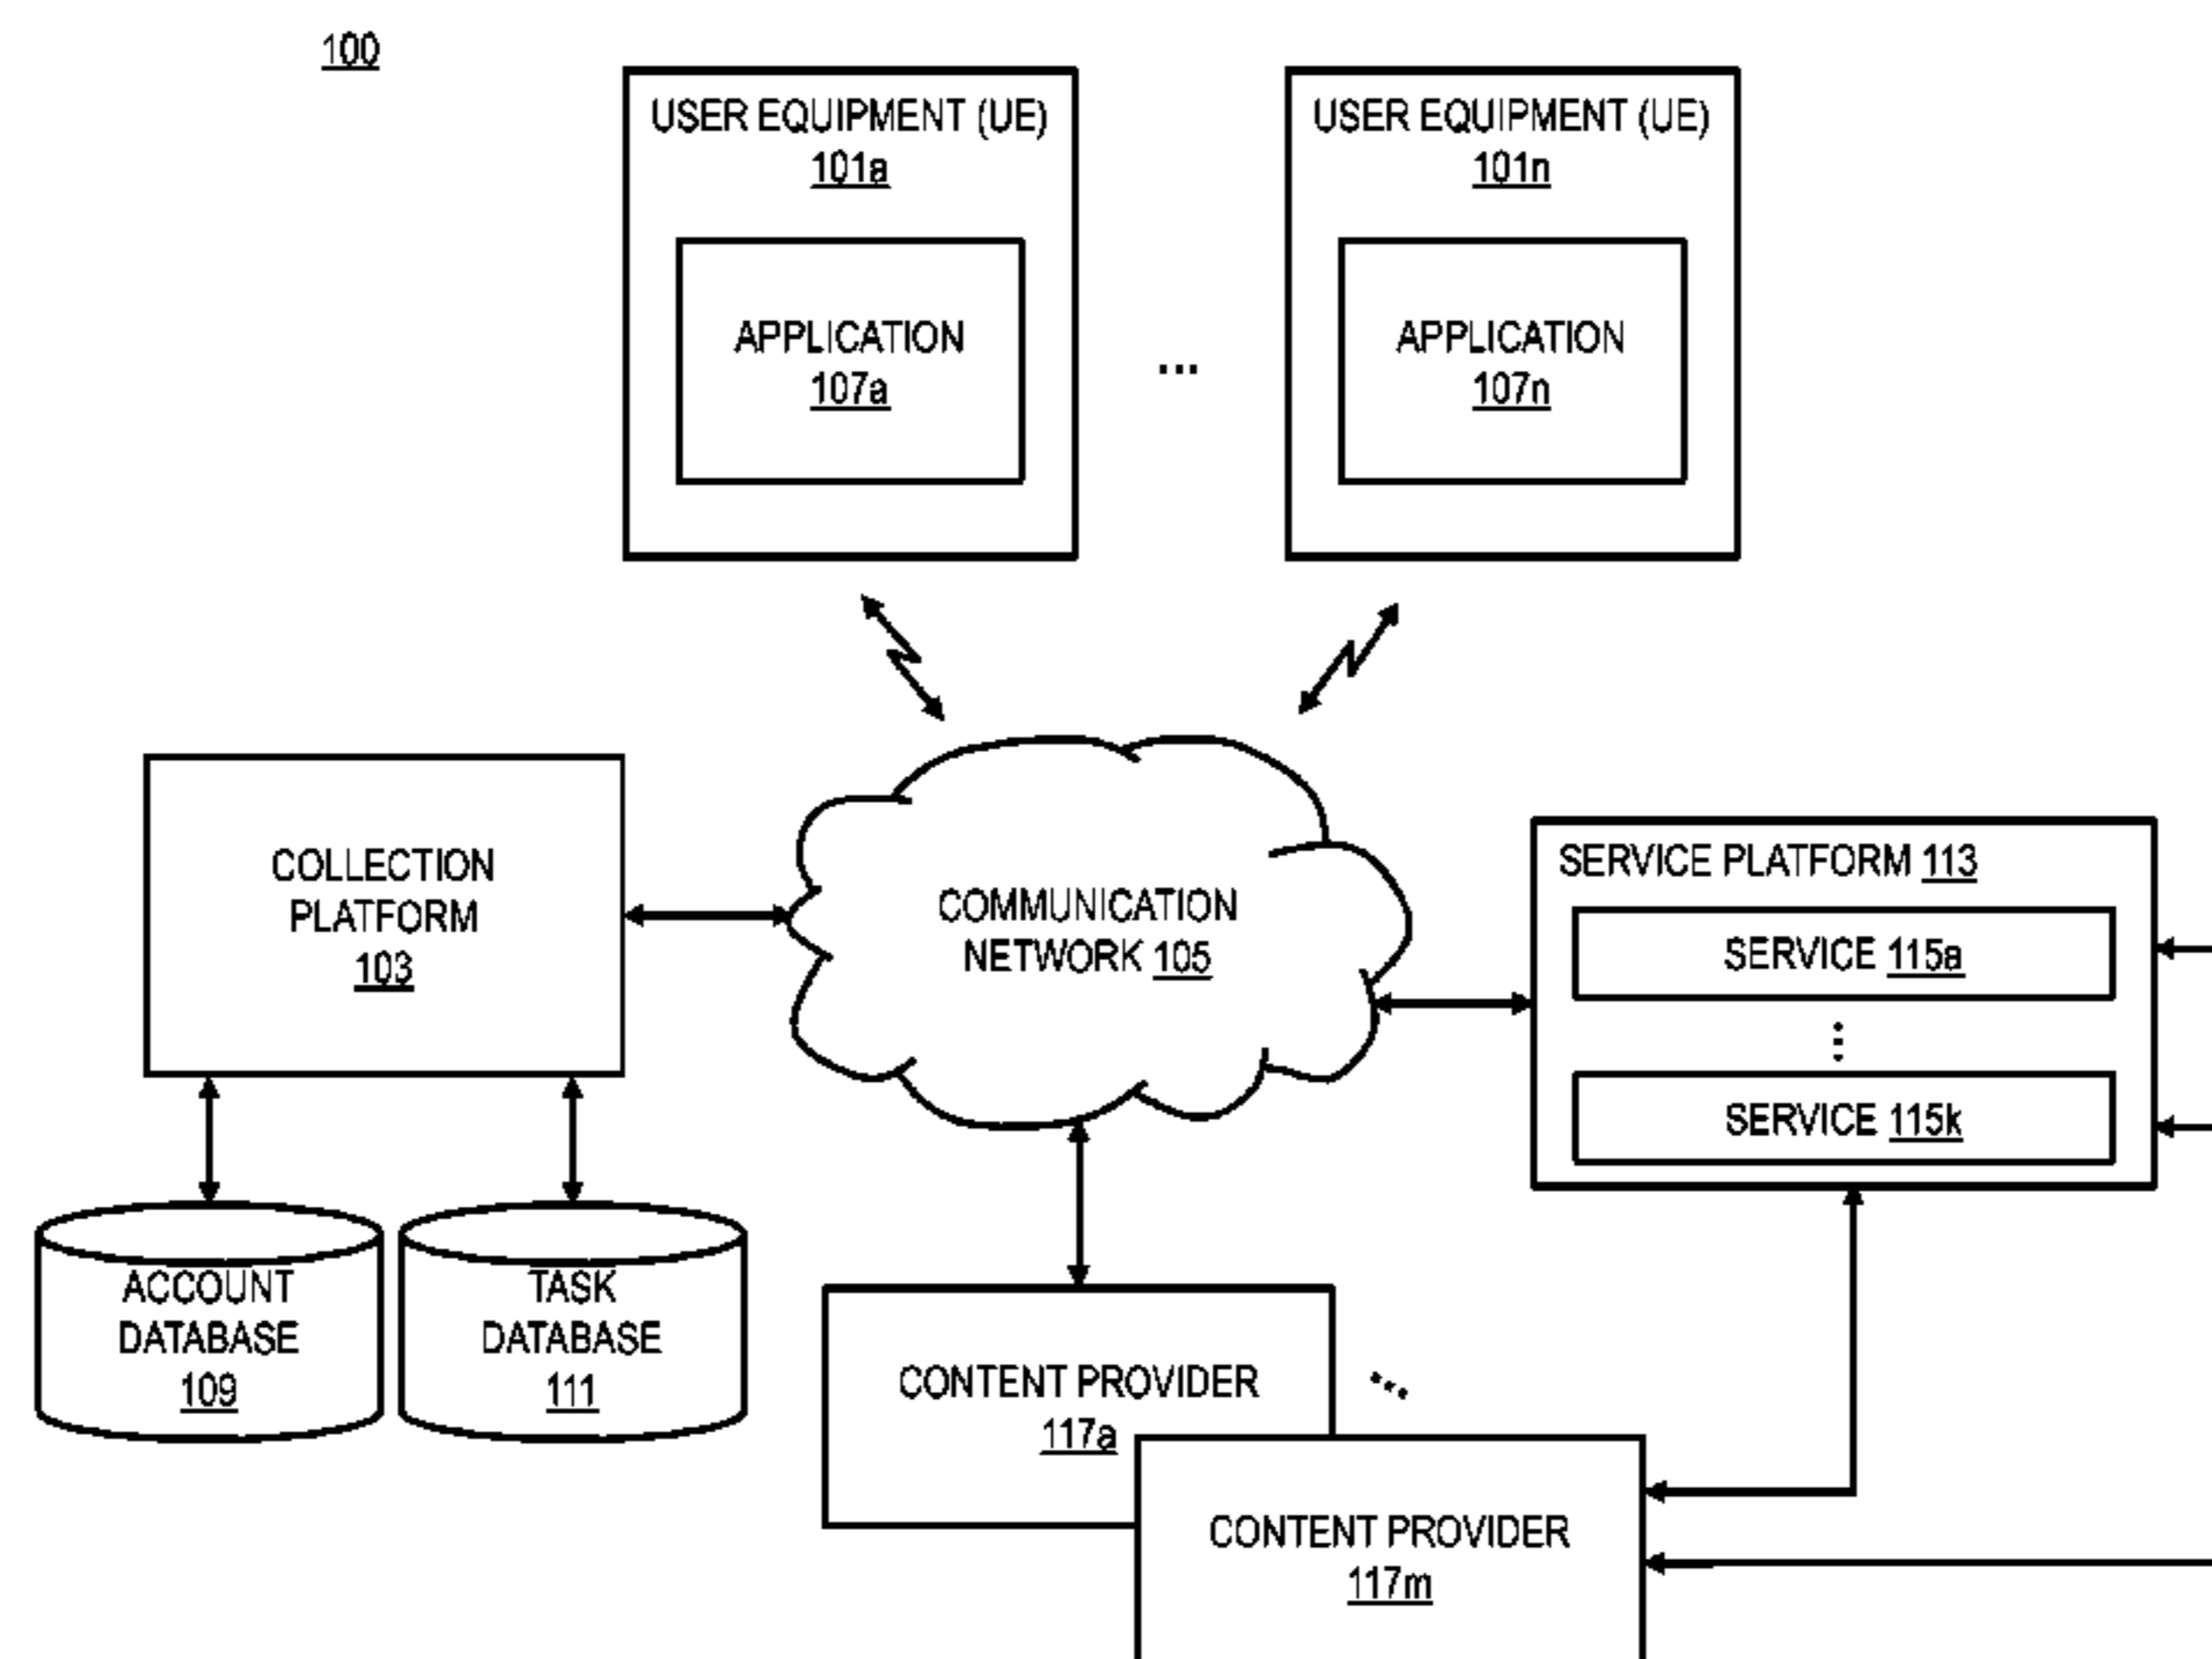 100
USER EQUIPMENT (UE)
101a
APPLICATION
107a
...
USER EQUIPMENT (UE)
101n
APPLICATION
107n
COLLECTION
PLATFORM
103
COMMUNICATION
NETWORK 105
SERVICE PLATFORM 113
SERVICE 115a
...
SERVICE 115k
ACCOUNT
DATABASE
109
TASK
DATABASE
111
CONTENT PROVIDER
117a
...
CONTENT PROVIDER
117m